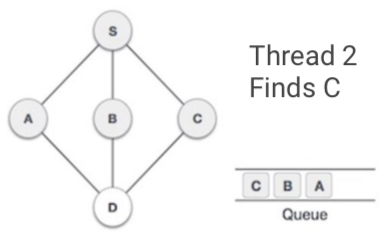 S
Thread 2
Finds C
A B C
C B A
D
Queue